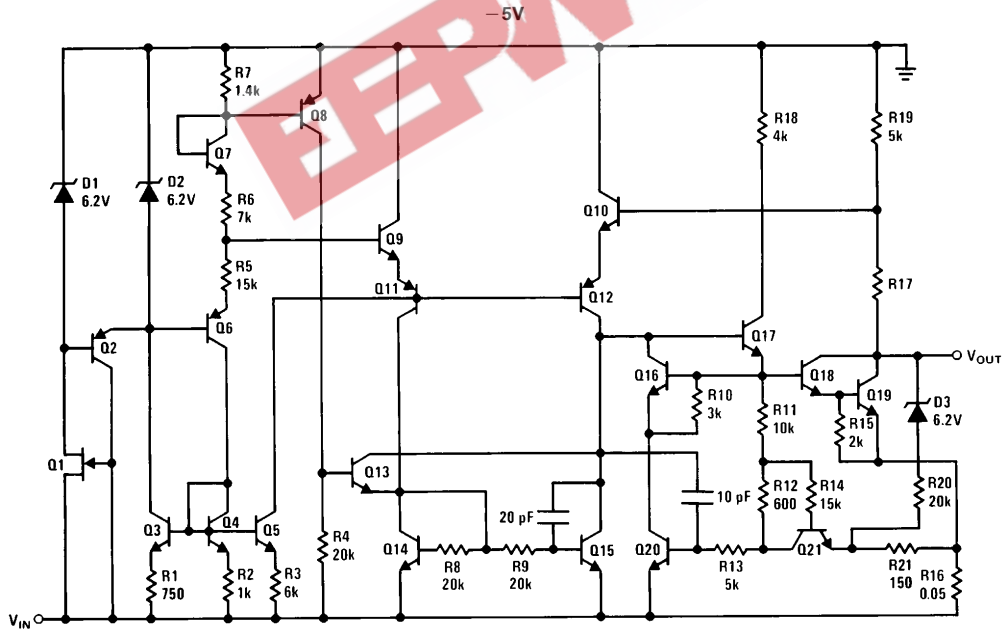 −5V
EEPW
R7
1.4k
Q8
R18
4k
R19
5k
Q7
D1
6.2V
D2
6.2V
R6
7k
Q10
Q9
R5
15k
Q11
Q12
R17
Q2
Q6
Q17
VOUT
Q16
Q18
Q19
R10
3k
R11
10k
R15
2k
D3
6.2V
Q1
Q13
10 pF
R12
600
R14
15k
R20
20k
Q3
Q4
Q5
R4
20k
20 pF
Q14
R8
20k
R9
20k
Q15
Q20
R13
5k
Q21
R21
150
R16
0.05
R1
750
R2
1k
R3
6k
VIN